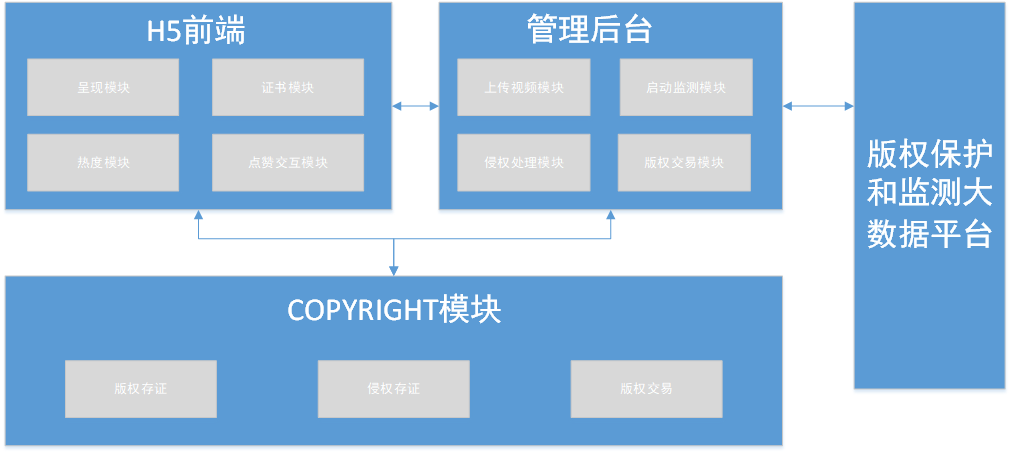 H5前端
呈现模块
证书模块
热度模块
点赞交互模块
管理后台
上传视频模块
启动监测模块
侵权处理模块
版权交易模块
版权保护
和监测大
数据平台
COPYRIGHT模块
版权存证
侵权存证
版权交易